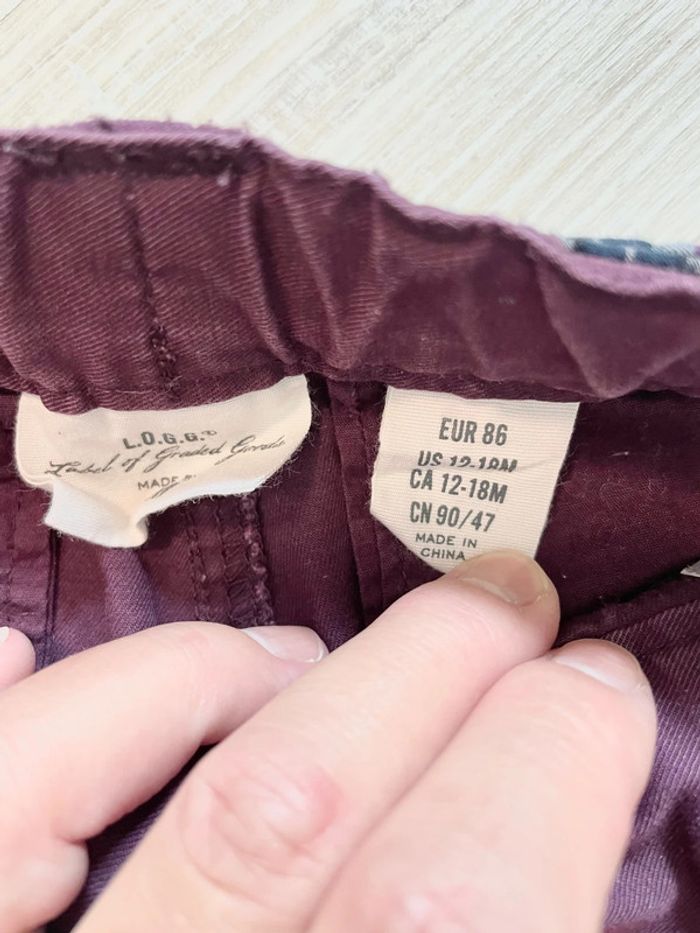 L.O.G.G.®
Label of Graded Goods
MADE
EUR 86
US 12-18M
CA 12-18M
CN 90/47
MADE IN
CHINA